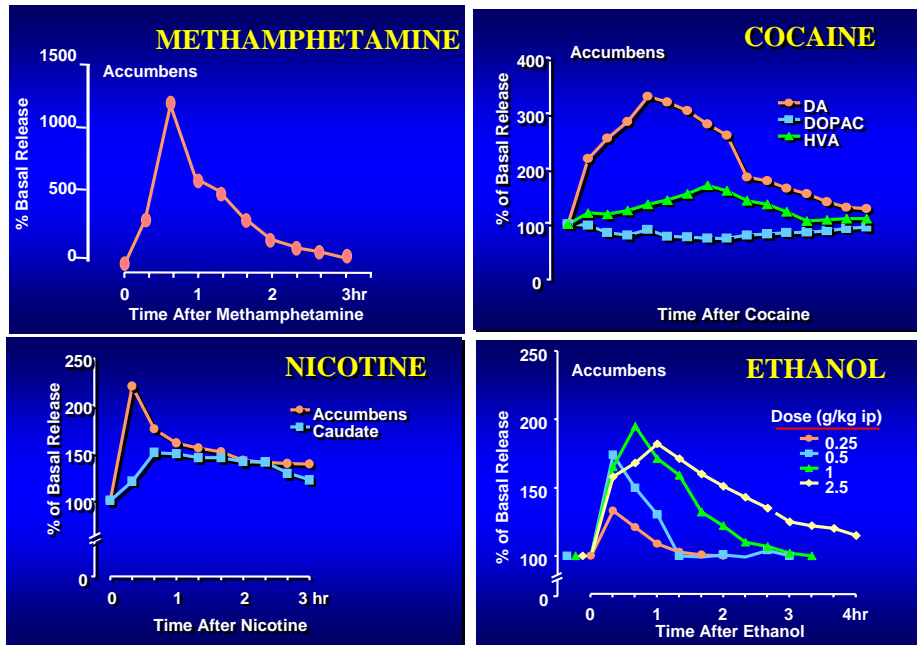 METHAMPHETAMINE
1500
Accumbens
1000
500
0
% Basal Release
0 1 2 3hr
Time After Methamphetamine
COCAINE
400
Accumbens
DA
DOPAC
HVA
300
200
100
0
% of Basal Release
Time After Cocaine
NICOTINE
250
Accumbens
Caudate
200
150
100
0
% of Basal Release
0 1 2 3 hr
Time After Nicotine
ETHANOL
250
Accumbens
Dose (g/kg ip)
0.25
0.5
1
2.5
200
150
100
0
% of Basal Release
0 1 2 3 4hr
Time After Ethanol